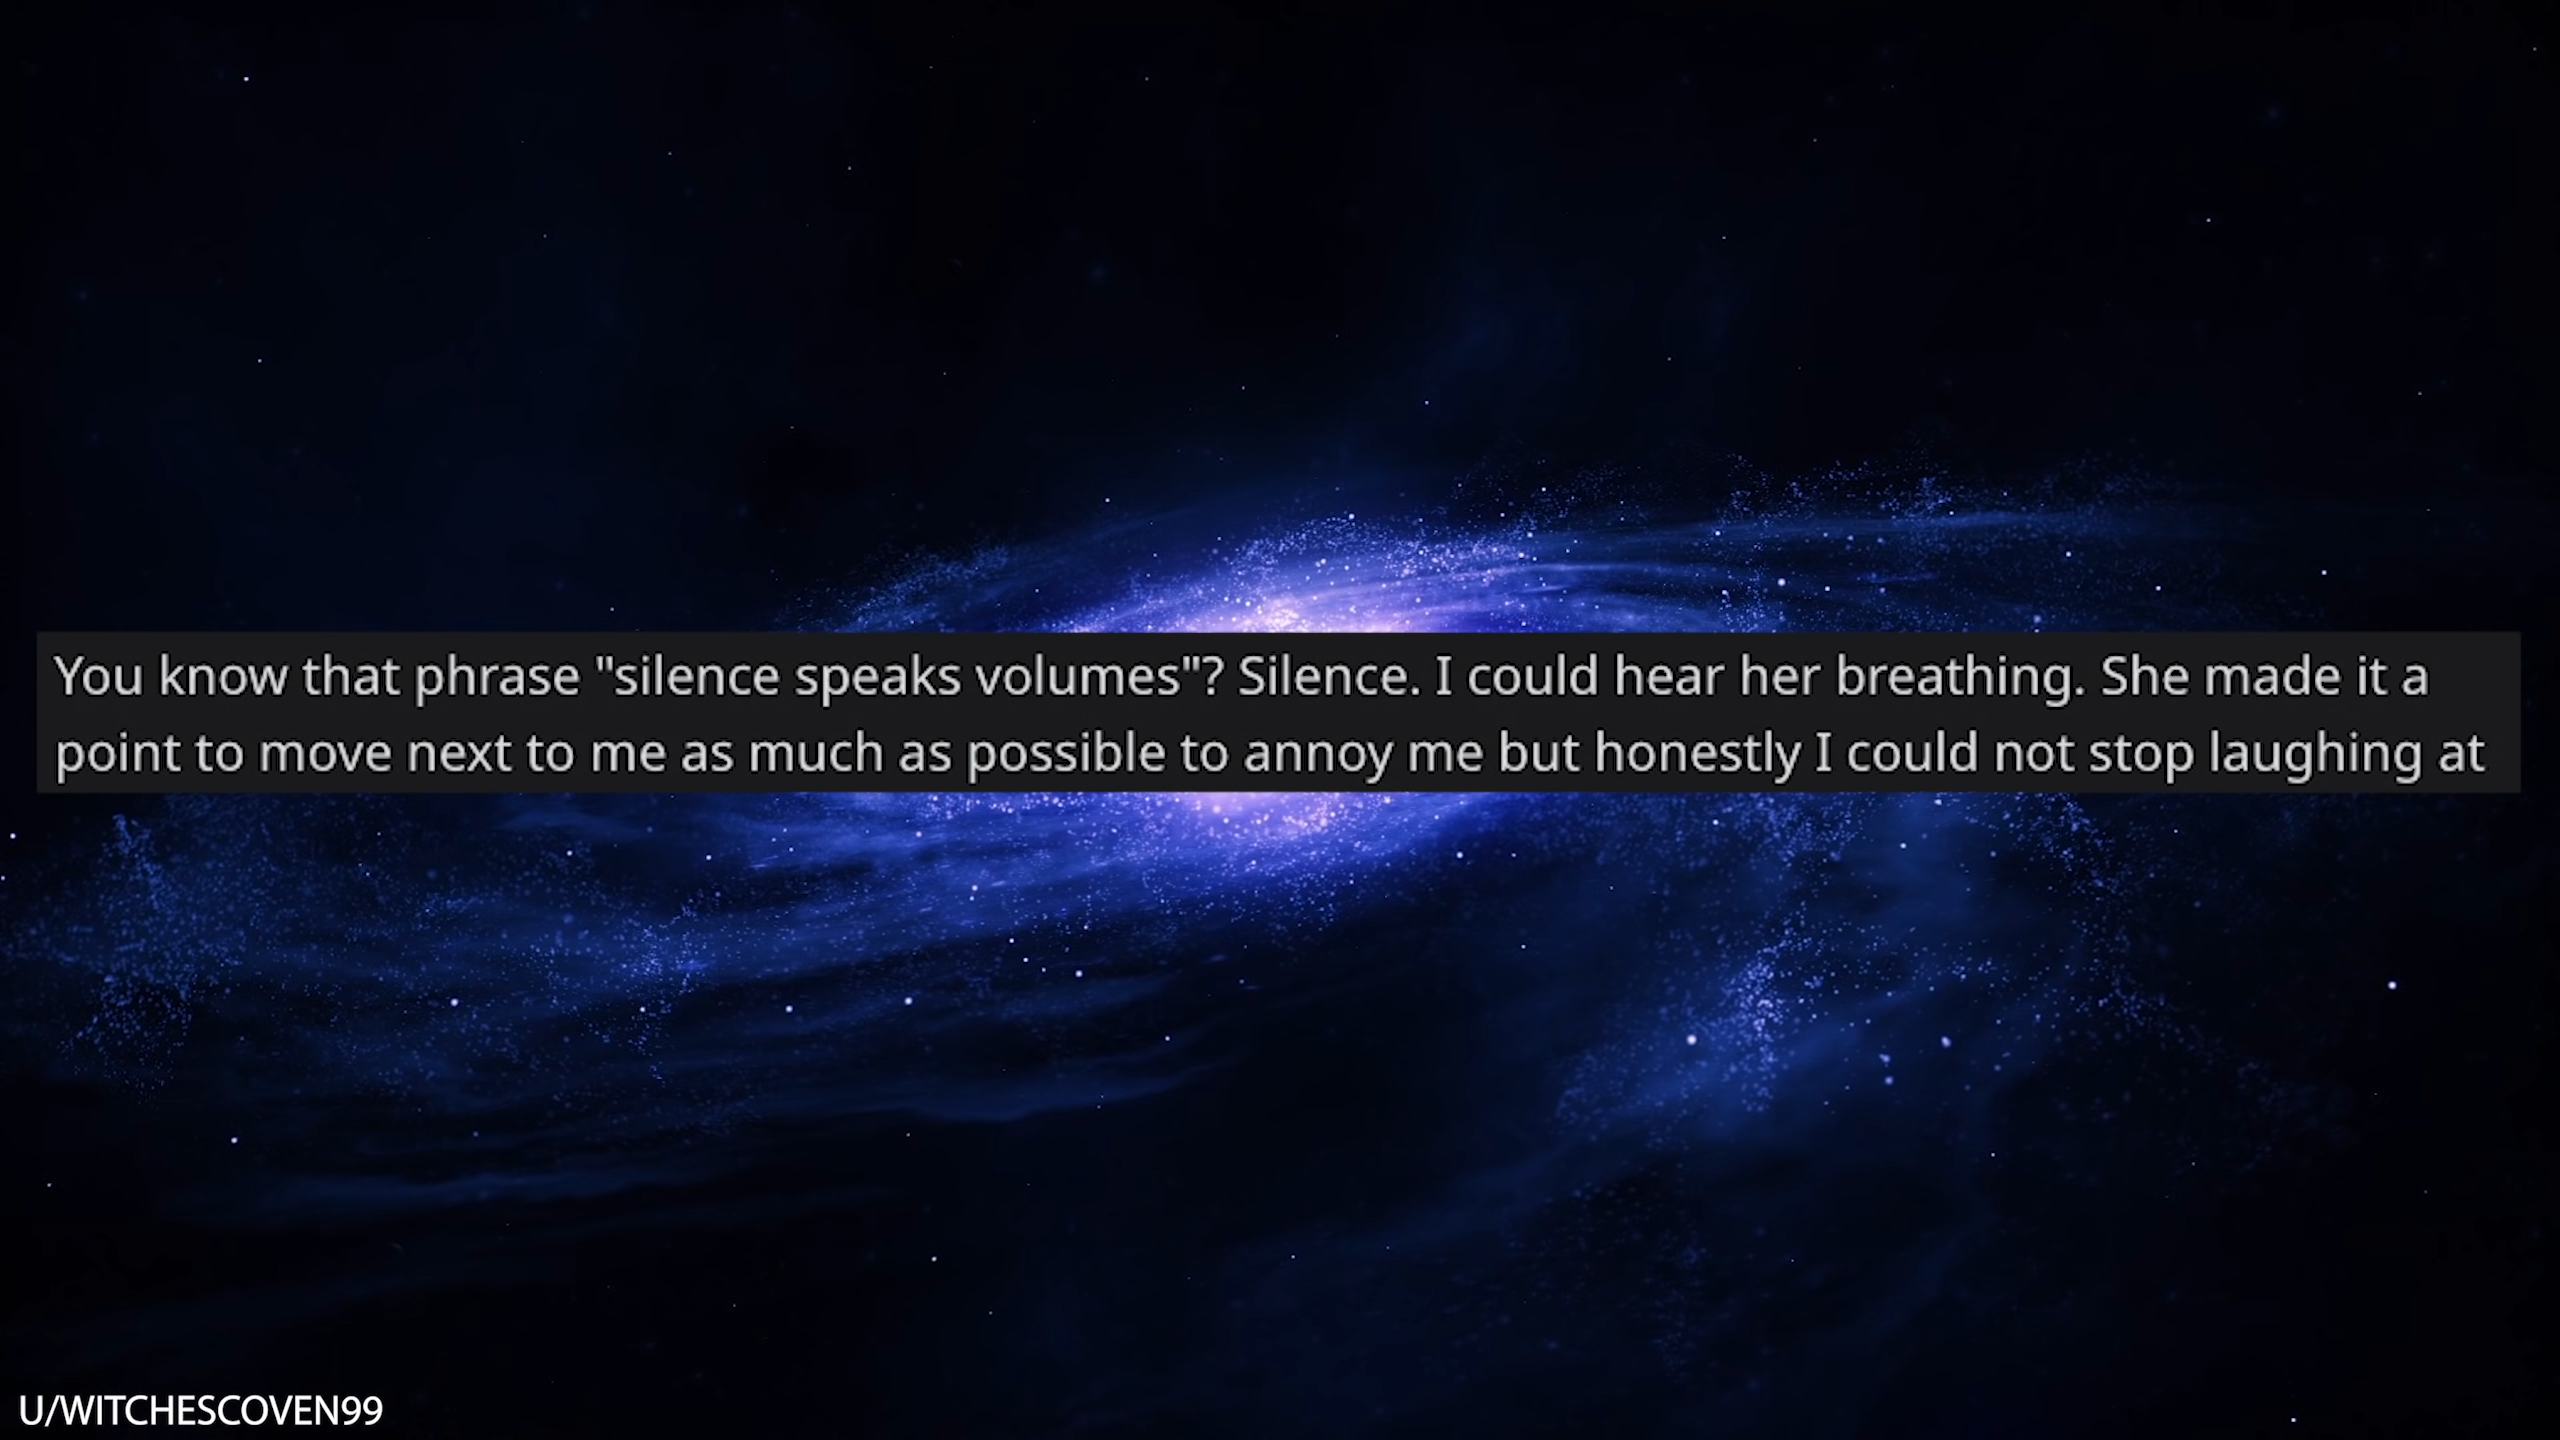 You know that phrase "silence speaks volumes"? Silence. I could hear her breathing. She made it a
point to move next to me as much as possible to annoy me but honestly I could not stop laughing at
U/WITCHESCOVEN99